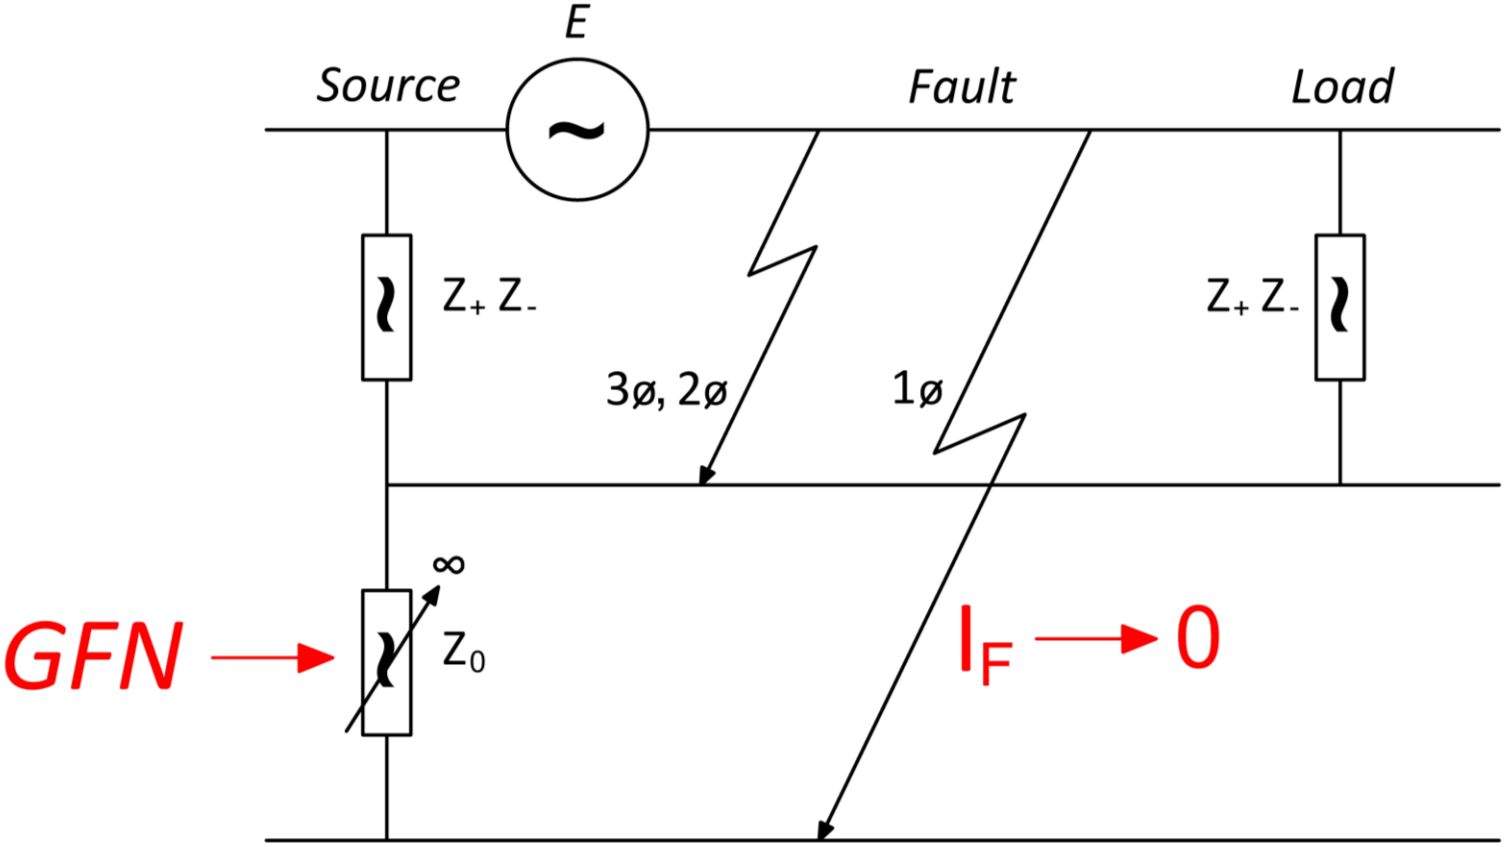 E
Source
Fault
Load
Z₊ Z₋
Z₊ Z₋
3ø, 2ø
1ø
∞
GFN
Z₀
I_F → 0